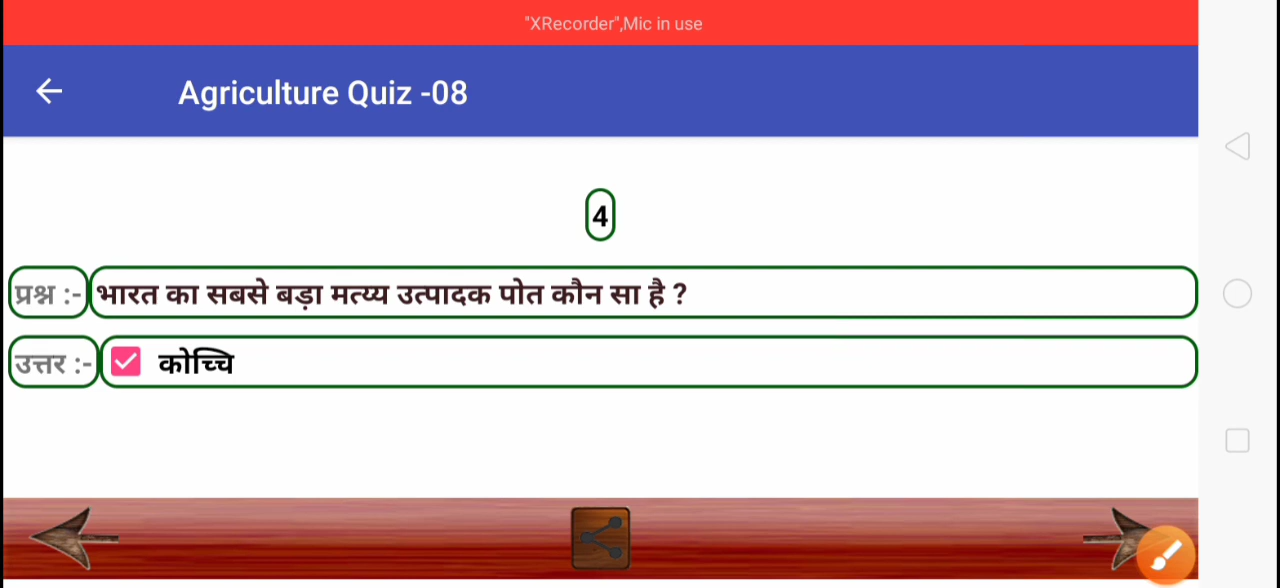 "XRecorder",Mic in use
Agriculture Quiz -08
4
प्रश्न :- भारत का सबसे बड़ा मत्य्य उत्पादक पोत कौन सा है ?
उत्तर :- कोच्चि